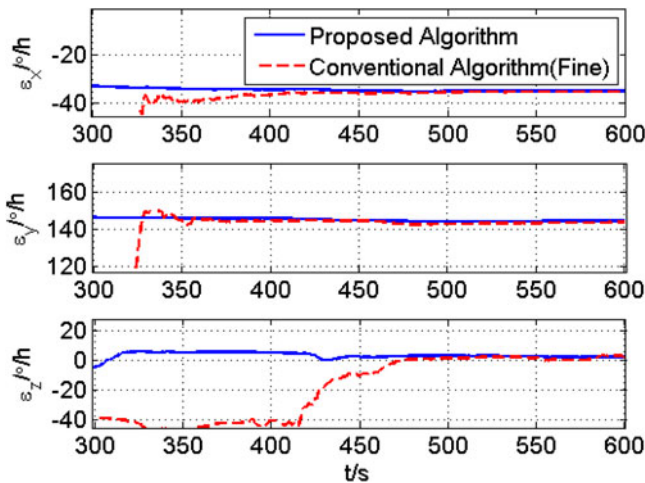 Proposed Algorithm
Conventional Algorithm(Fine)
εx/°/h
-20
-40
300 350 400 450 500 550 600
εy/°/h
160
140
120
300 350 400 450 500 550 600
εz/°/h
20
0
-20
-40
300 350 400 450 500 550 600
t/s